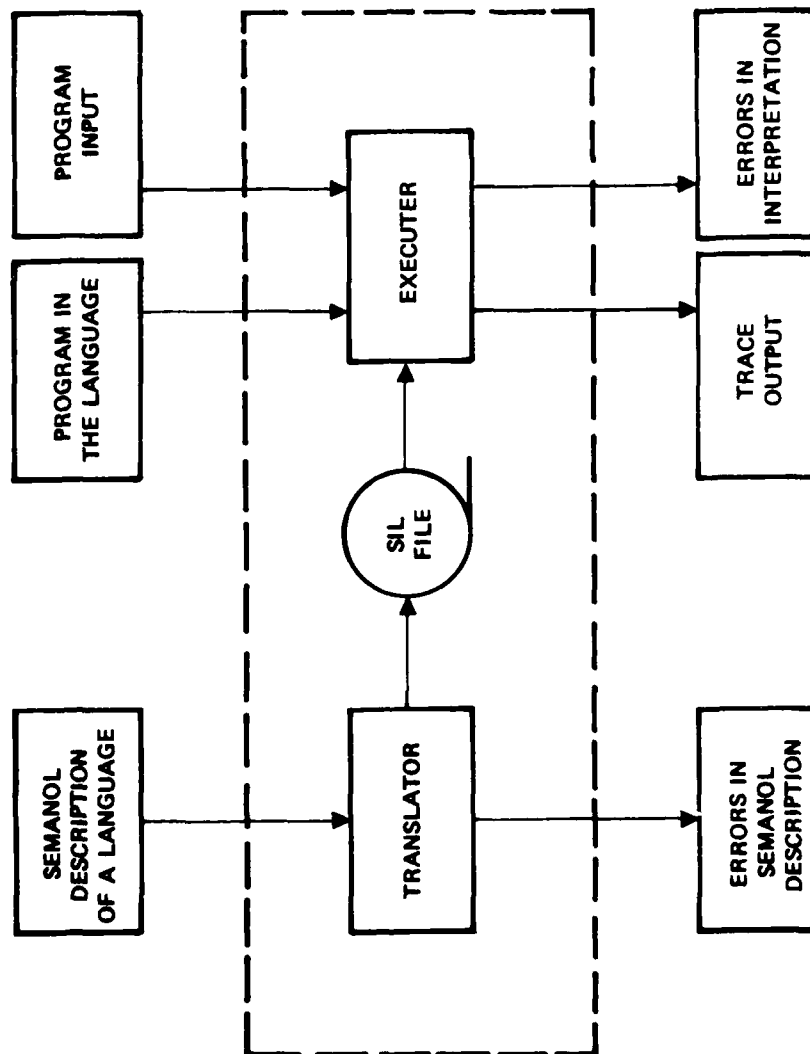 SEMANOL
DESCRIPTION
OF A LANGUAGE
PROGRAM IN
THE LANGUAGE
PROGRAM
INPUT
TRANSLATOR
SIL
FILE
EXECUTER
ERRORS IN
SEMANOL
DESCRIPTION
TRACE
OUTPUT
ERRORS IN
INTERPRETATION